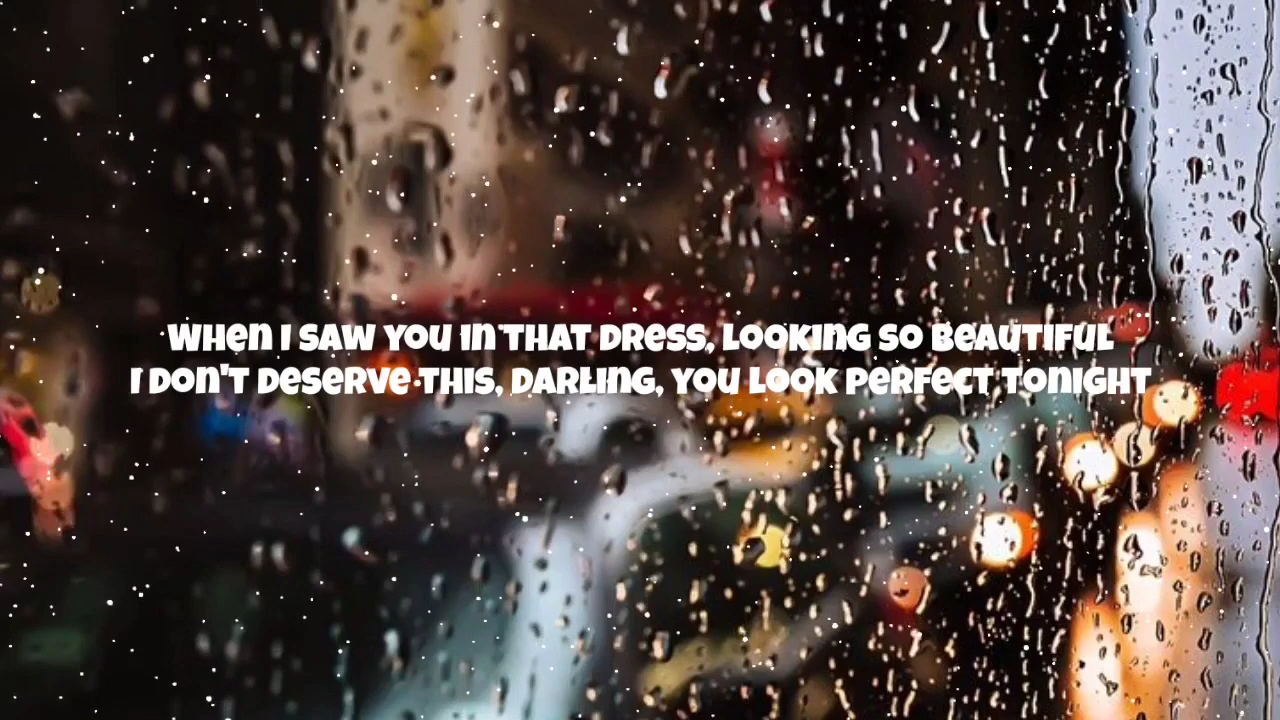 When I saw you in that dress, looking so beautiful
I don't deserve this, darling, you look perfect tonight